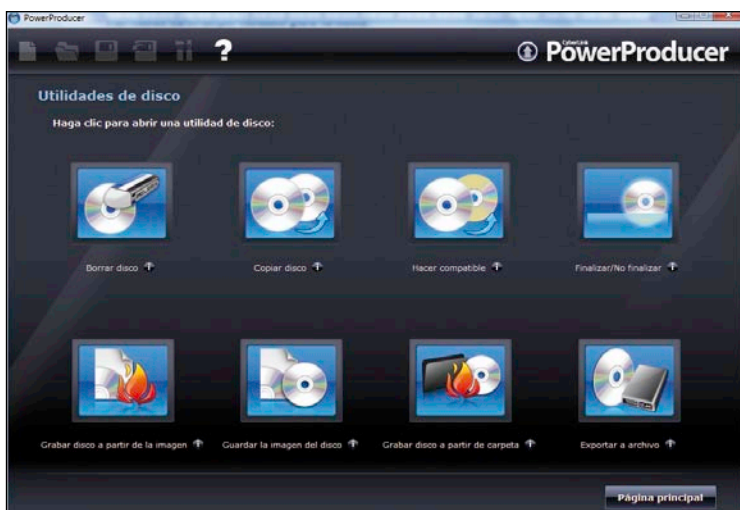 PowerProducer
?
CyberLink
PowerProducer
Utilidades de disco
Haga clic para abrir una utilidad de disco:
Borrar disco
Copiar disco
Hacer compatible
Finalizar/No finalizar
Grabar disco a partir de la imagen
Guardar la imagen del disco
Grabar disco a partir de carpeta
Exportar a archivo
Página principal